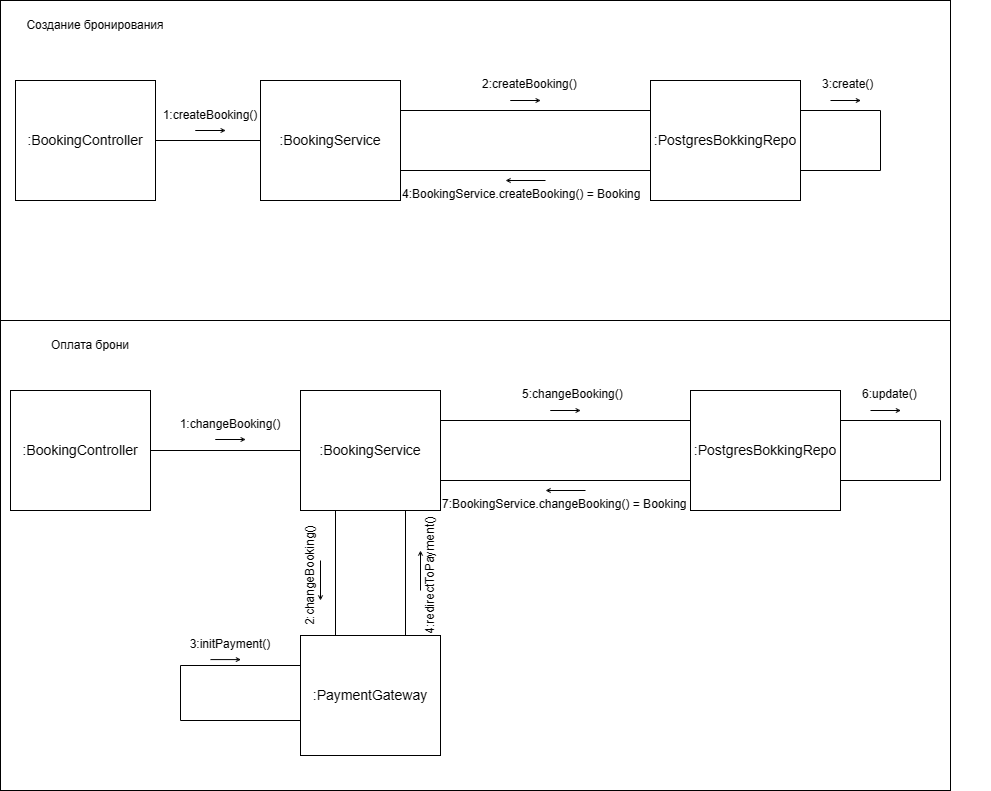 Создание бронирования
:BookingController
1:createBooking()
:BookingService
2:createBooking()
4:BookingService.createBooking() = Booking
:PostgresBokkingRepo
3:create()
Оплата брони
:BookingController
1:changeBooking()
:BookingService
5:changeBooking()
7:BookingService.changeBooking() = Booking
:PostgresBokkingRepo
6:update()
2:changeBooking()
4:redirectToPayment()
3:initPayment()
:PaymentGateway